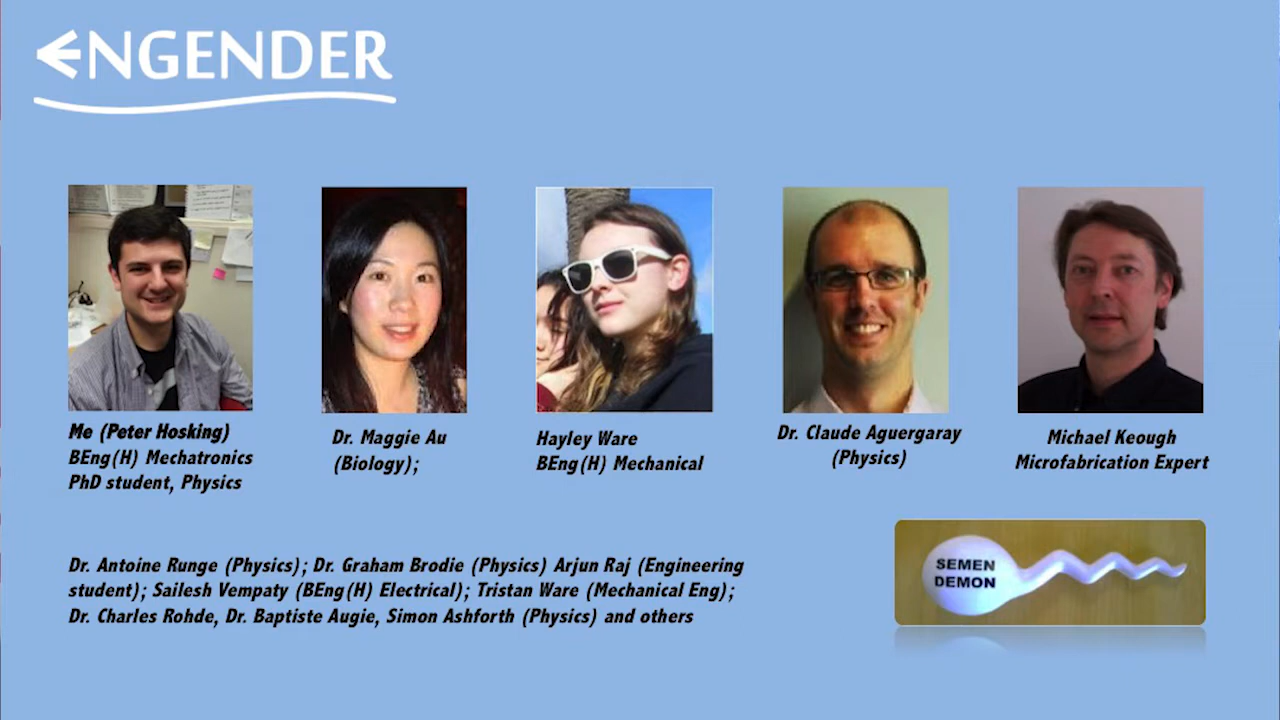 ENGENDER
Me (Peter Hosking)
BEng(H) Mechatronics
PhD student, Physics
Dr. Maggie Au
(Biology);
Hayley Ware
BEng(H) Mechanical
Dr. Claude Aguergaray
(Physics)
Michael Keough
Microfabrication Expert
Dr. Antoine Runge (Physics); Dr. Graham Brodie (Physics) Arjun Raj (Engineering
student); Sailesh Vempaty (BEng(H) Electrical); Tristan Ware (Mechanical Eng);
Dr. Charles Rohde, Dr. Baptiste Augie, Simon Ashforth (Physics) and others
SEMEN
DEMON